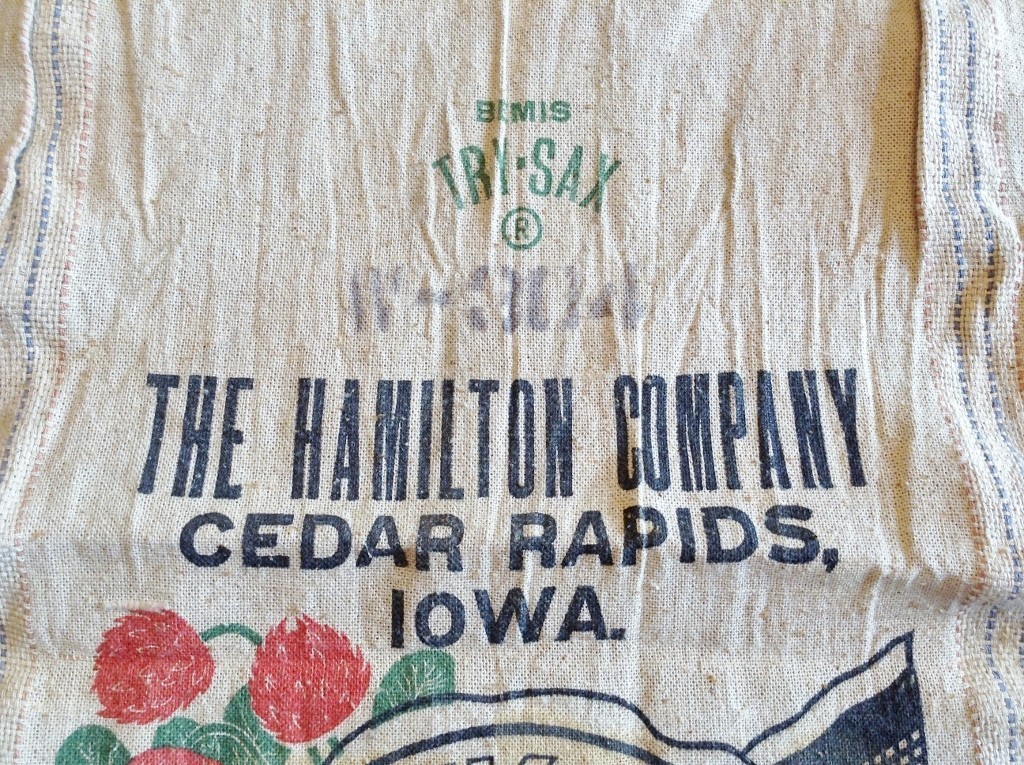 BEMIS
TRY·SAX
®
THE HAMILTON COMPANY
CEDAR RAPIDS,
IOWA.